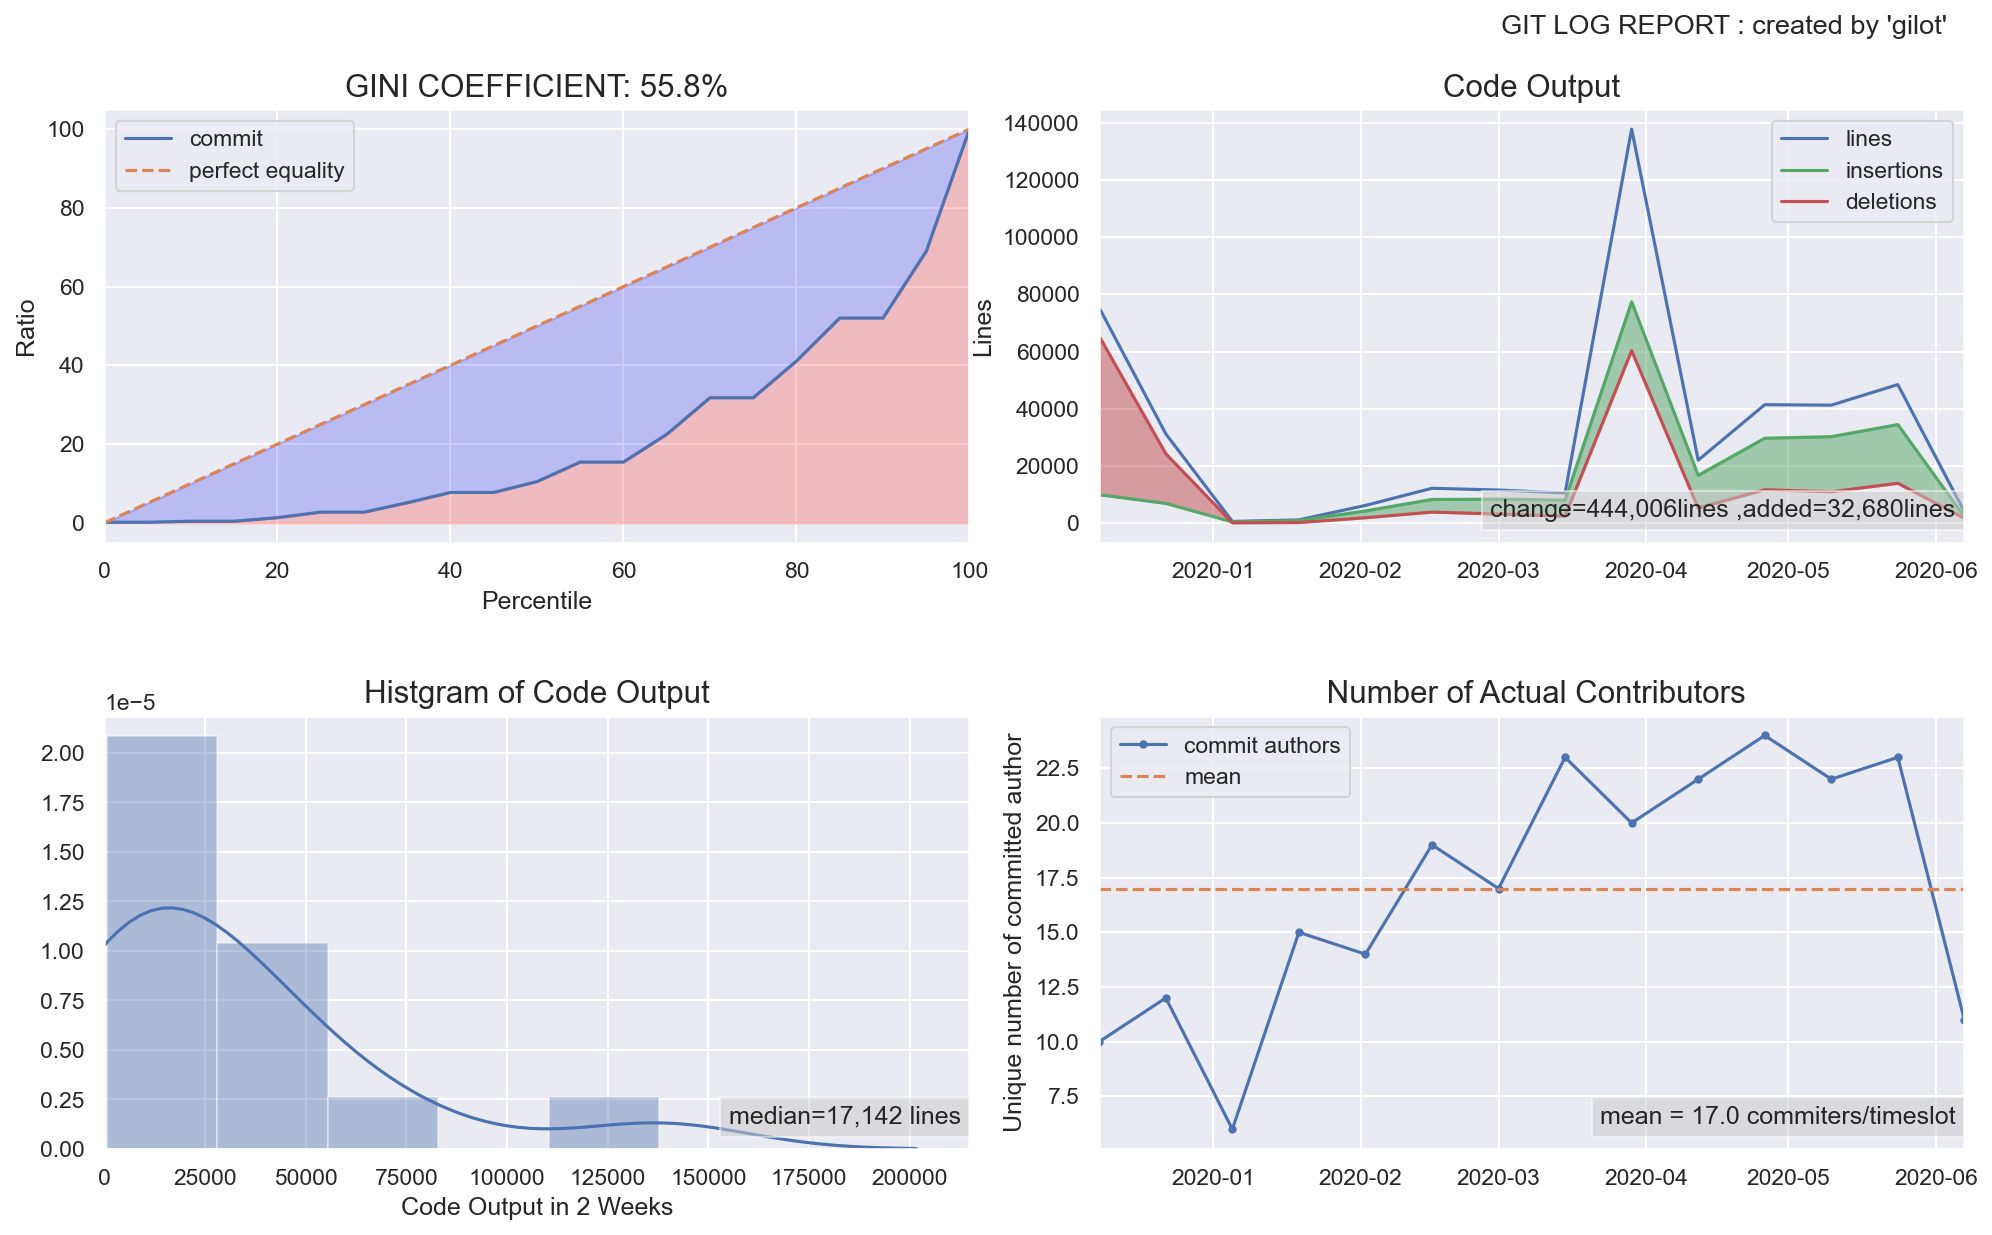 GIT LOG REPORT : created by 'gilot'
GINI COEFFICIENT: 55.8%
commit
perfect equality
100
80
60
40
20
0
Ratio
0 20 40 60 80 100
Percentile
Code Output
lines
insertions
deletions
140000
120000
100000
80000
60000
40000
20000
0
Lines
change=444,006lines ,added=32,680lines
2020-01 2020-02 2020-03 2020-04 2020-05 2020-06
Histgram of Code Output
1e−5
2.00
1.75
1.50
1.25
1.00
0.75
0.50
0.25
0.00
median=17,142 lines
0 25000 50000 75000 100000 125000 150000 175000 200000
Code Output in 2 Weeks
Number of Actual Contributors
commit authors
mean
22.5
20.0
17.5
15.0
12.5
10.0
7.5
Unique number of committed author
mean = 17.0 commiters/timeslot
2020-01 2020-02 2020-03 2020-04 2020-05 2020-06